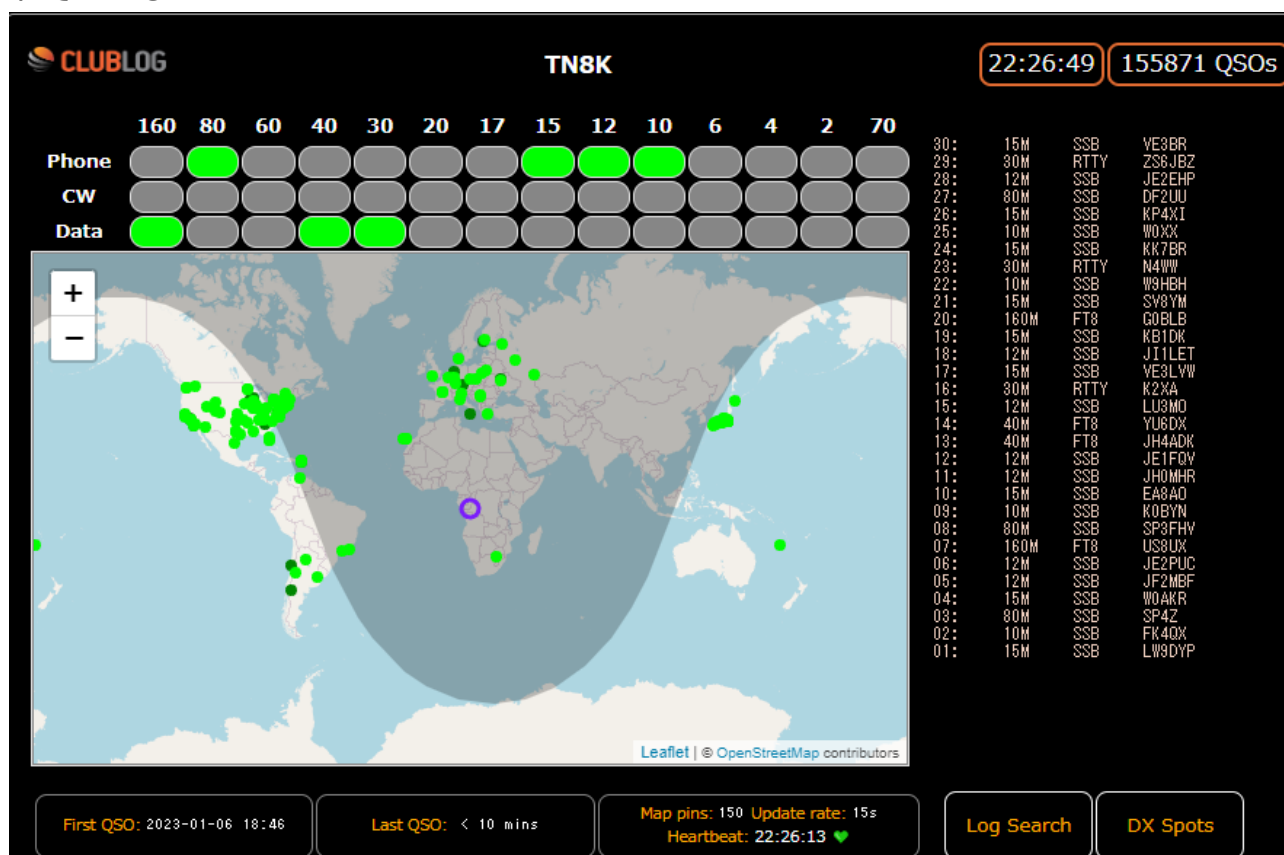 CLUBLOG
TN8K
22:26:49
155871 QSOs
160 80 60 40 30 20 17 15 12 10 6 4 2 70
Phone
CW
Data
+
−
30: 15M SSB VE3BR
29: 30M RTTY ZS6JBZ
28: 12M SSB JE2EHP
27: 80M SSB DF2UU
26: 15M SSB KP4XI
25: 10M SSB W0XX
24: 15M SSB KK7BR
23: 30M RTTY N4WW
22: 10M SSB W9HBH
21: 15M SSB SV8YM
20: 160M FT8 G0BLB
19: 15M SSB KB1DK
18: 12M SSB JI1LET
17: 15M SSB VE3LVW
16: 30M RTTY K2XA
15: 12M SSB LU3MO
14: 40M FT8 YU6DX
13: 40M FT8 JH4ADK
12: 12M SSB JE1FQV
11: 12M SSB JH0MHR
10: 15M SSB EA8AO
09: 10M SSB K0BYN
08: 80M SSB SP3FHV
07: 160M FT8 US8UX
06: 12M SSB JE2PUC
05: 12M SSB JF2MBF
04: 15M SSB W0AKR
03: 80M SSB SP4Z
02: 10M SSB FK4QX
01: 15M SSB LW9DYP
Leaflet | © OpenStreetMap contributors
First QSO: 2023-01-06 18:46
Last QSO: < 10 mins
Map pins: 150 Update rate: 15s
Heartbeat: 22:26:13 💚
Log Search
DX Spots